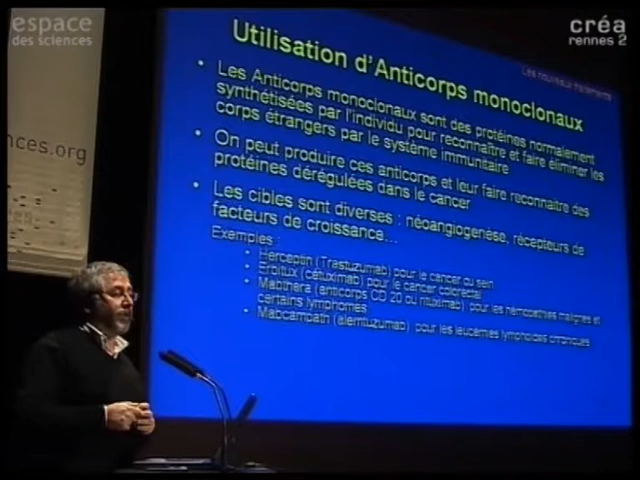 espace
des sciences
créa
rennes 2
nces.org
Les nouveaux traitements
Utilisation d'Anticorps monoclonaux
• Les Anticorps monoclonaux sont des protéines normalement
synthétisées par l'individu pour reconnaître et faire éliminer les
corps étrangers par le système immunitaire
• On peut produire ces anticorps et leur faire reconnaitre des
protéines dérégulées dans le cancer
• Les cibles sont diverses : néoangiogenèse, récepteurs de
facteurs de croissance...
Exemples :
• Herceptin (Trastuzumab) pour le cancer du sein
• Erbitux (cétuximab) pour le cancer colorectal
• Mabthera (anticorps CD 20 ou rituximab) pour les hémopathies malignes et
certains lymphomes
• Mabcampath (alemtuzumab) pour les leucémies lymphoïdes chroniques